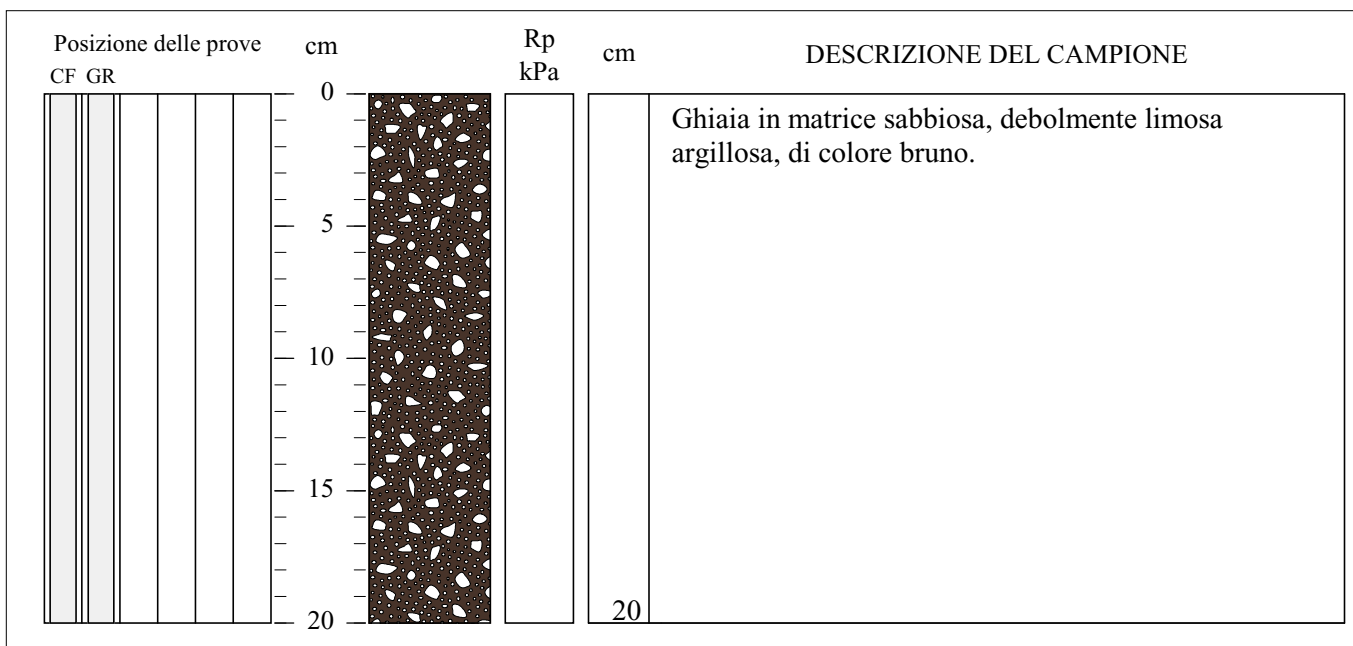 Posizione delle prove
CF GR
cm
Rp
kPa
cm
DESCRIZIONE DEL CAMPIONE
0
5
10
15
20
20
Ghiaia in matrice sabbiosa, debolmente limosa
argillosa, di colore bruno.